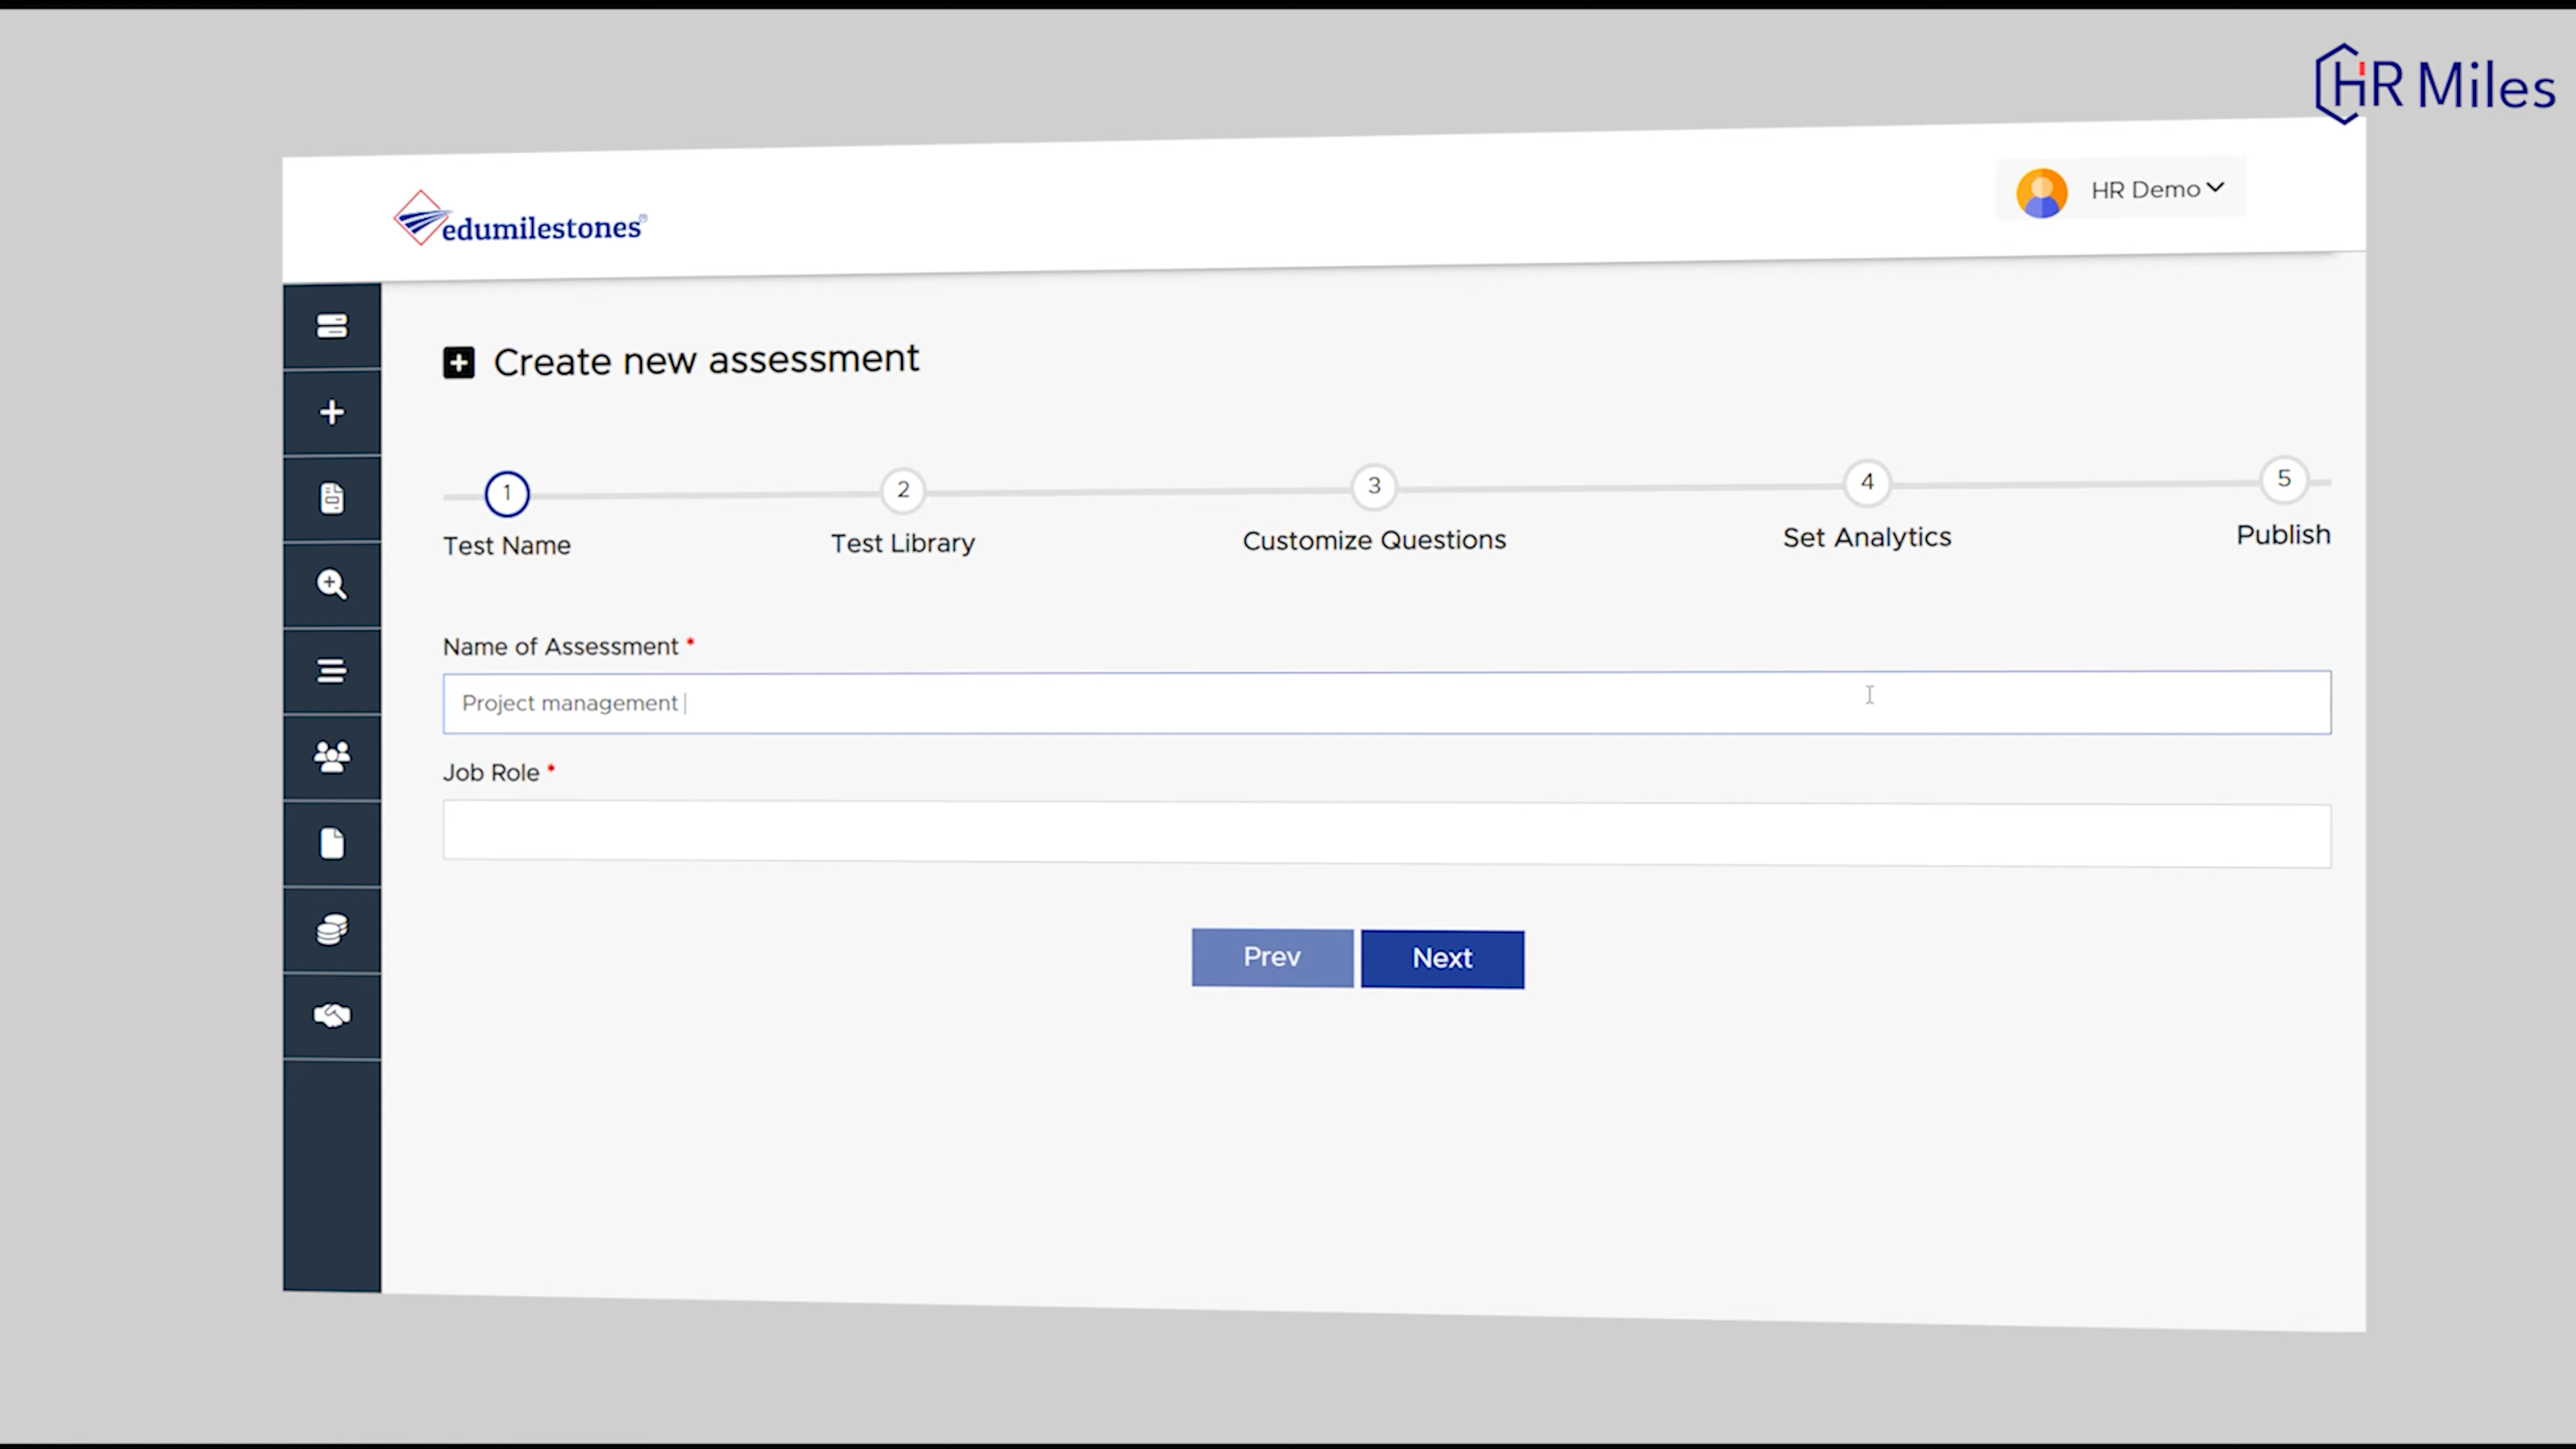 HR Miles
edumilestones®
HR Demo
Create new assessment
1
2
3
4
5
Test Name
Test Library
Customize Questions
Set Analytics
Publish
Name of Assessment *
Project management
Job Role *
Prev
Next